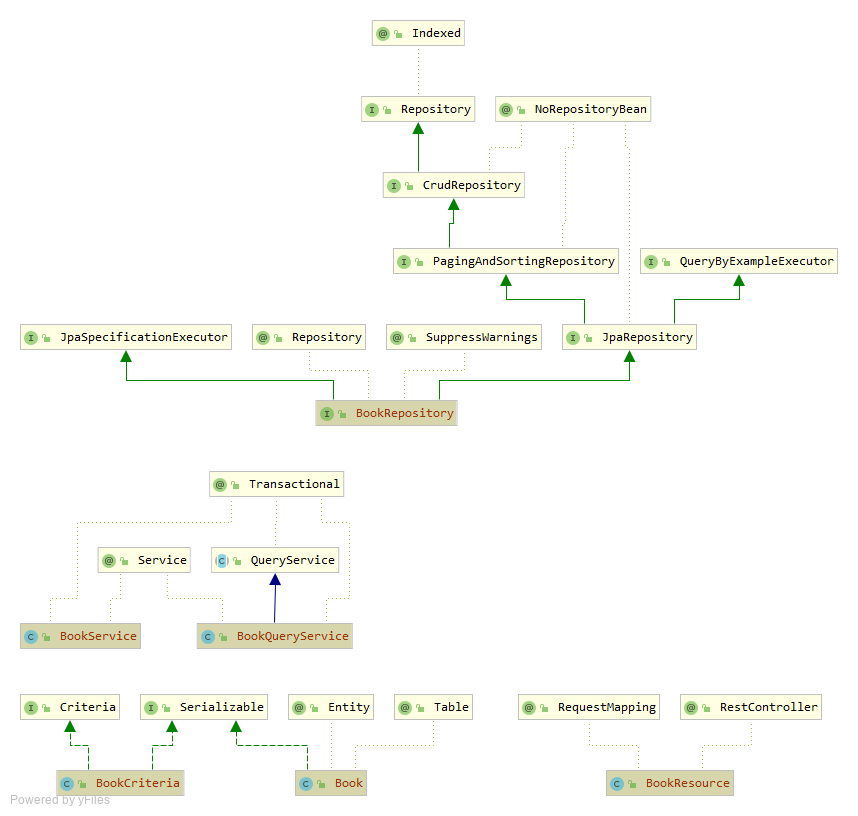 @ Indexed
I Repository
@ NoRepositoryBean
I CrudRepository
I PagingAndSortingRepository
I QueryByExampleExecutor
I JpaSpecificationExecutor
@ Repository
@ SuppressWarnings
I JpaRepository
I BookRepository
@ Transactional
@ Service
C QueryService
C BookService
C BookQueryService
I Criteria
I Serializable
@ Entity
@ Table
@ RequestMapping
@ RestController
C BookCriteria
C Book
C BookResource
Powered by yFiles